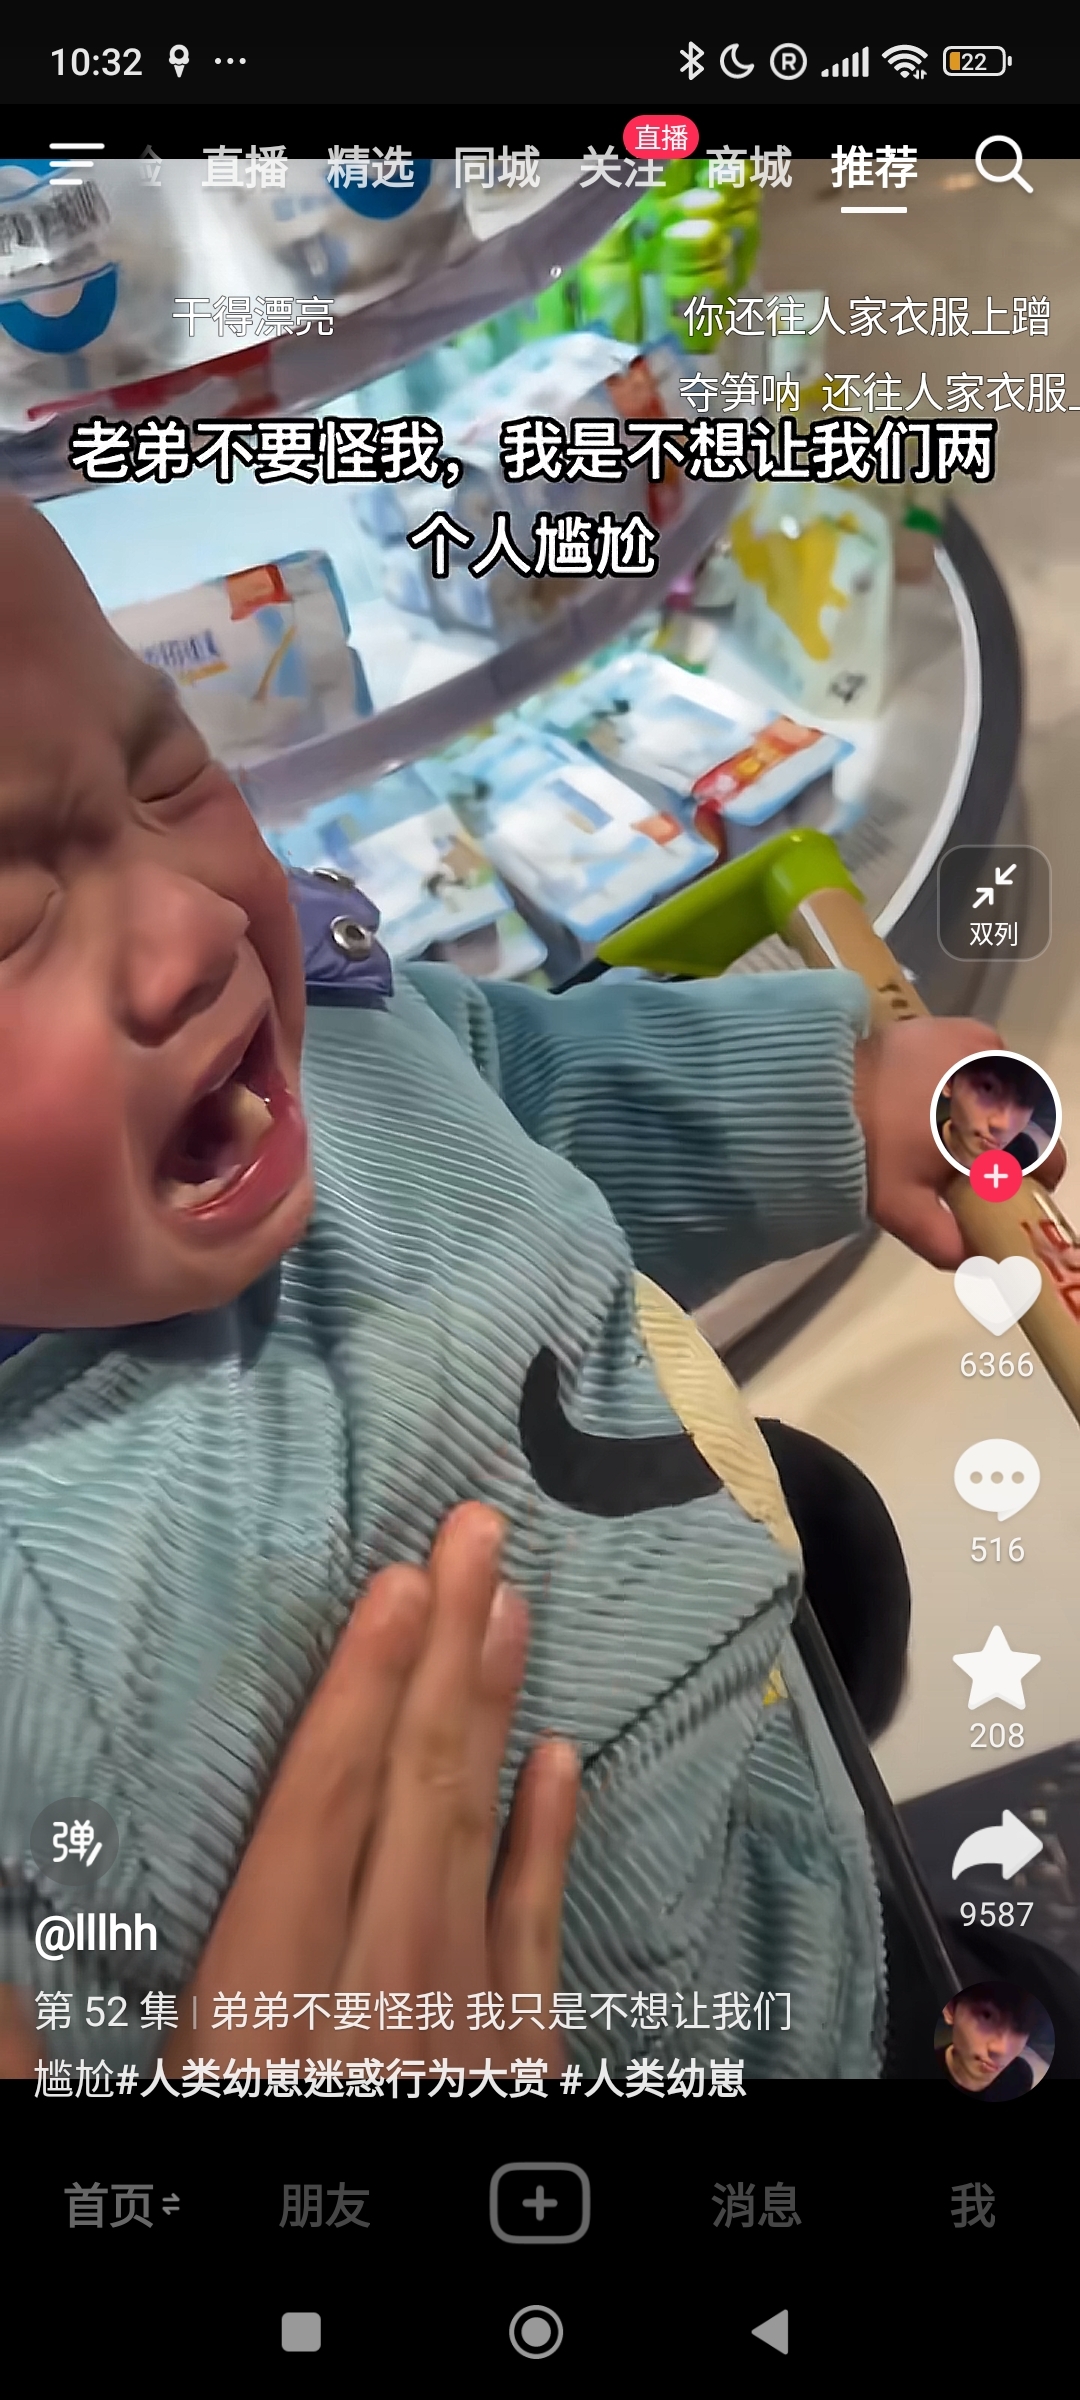 10:32
22
直播
直播 精选 同城 关注 商城 推荐
干得漂亮
你还往人家衣服上蹭
夺笋呐 还往人家衣服
老弟不要怪我，我是不想让我们两
个人尴尬
双列
6366
516
208
9587
弹
@lllhh
第 52 集 | 弟弟不要怪我 我只是不想让我们
尴尬#人类幼崽迷惑行为大赏 #人类幼崽
首页 朋友 消息 我